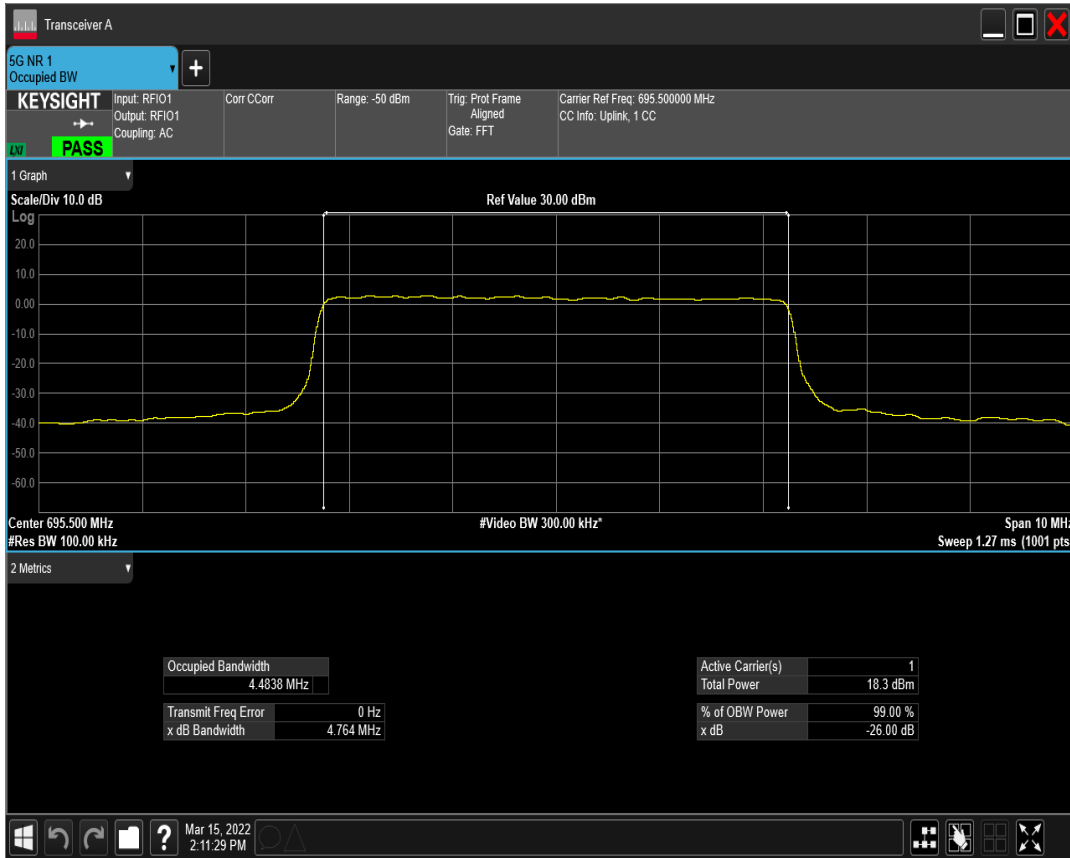 Transceiver A
5G NR 1
Occupied BW
KEYSIGHT
LXI
PASS
Input: RFIO1
Output: RFIO1
Coupling: AC
Corr CCorr
Range: -50 dBm
Trig: Prot Frame
Aligned
Gate: FFT
Carrier Ref Freq: 695.500000 MHz
CC Info: Uplink, 1 CC
1 Graph
Scale/Div 10.0 dB
Ref Value 30.00 dBm
Log
20.0
10.0
0.00
-10.0
-20.0
-30.0
-40.0
-50.0
-60.0
Center 695.500 MHz
#Video BW 300.00 kHz*
Span 10 MHz
#Res BW 100.00 kHz
Sweep 1.27 ms (1001 pts
2 Metrics
Occupied Bandwidth
4.4838 MHz
Transmit Freq Error 0 Hz
x dB Bandwidth 4.764 MHz
Active Carrier(s) 1
Total Power 18.3 dBm
% of OBW Power 99.00 %
x dB -26.00 dB
?
Mar 15, 2022
2:11:29 PM